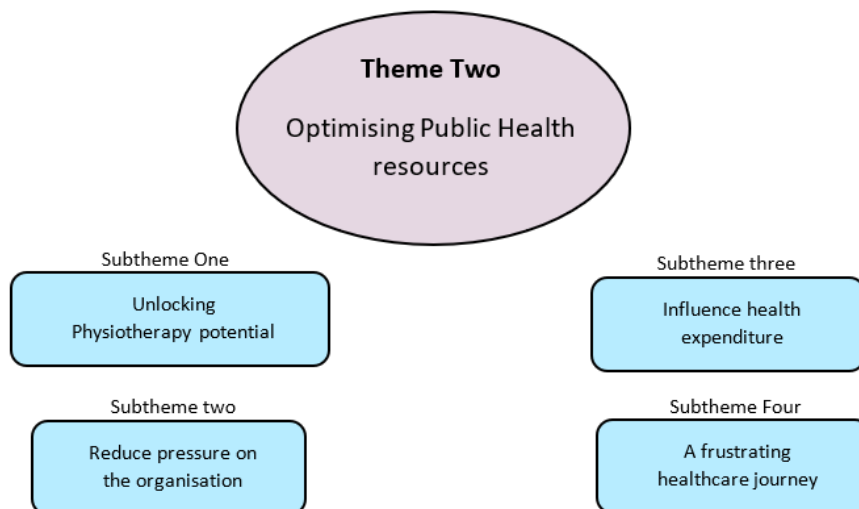 Theme Two
Optimising Public Health
resources
Subtheme One
Unlocking
Physiotherapy potential
Subtheme two
Reduce pressure on
the organisation
Subtheme three
Influence health
expenditure
Subtheme Four
A frustrating
healthcare journey